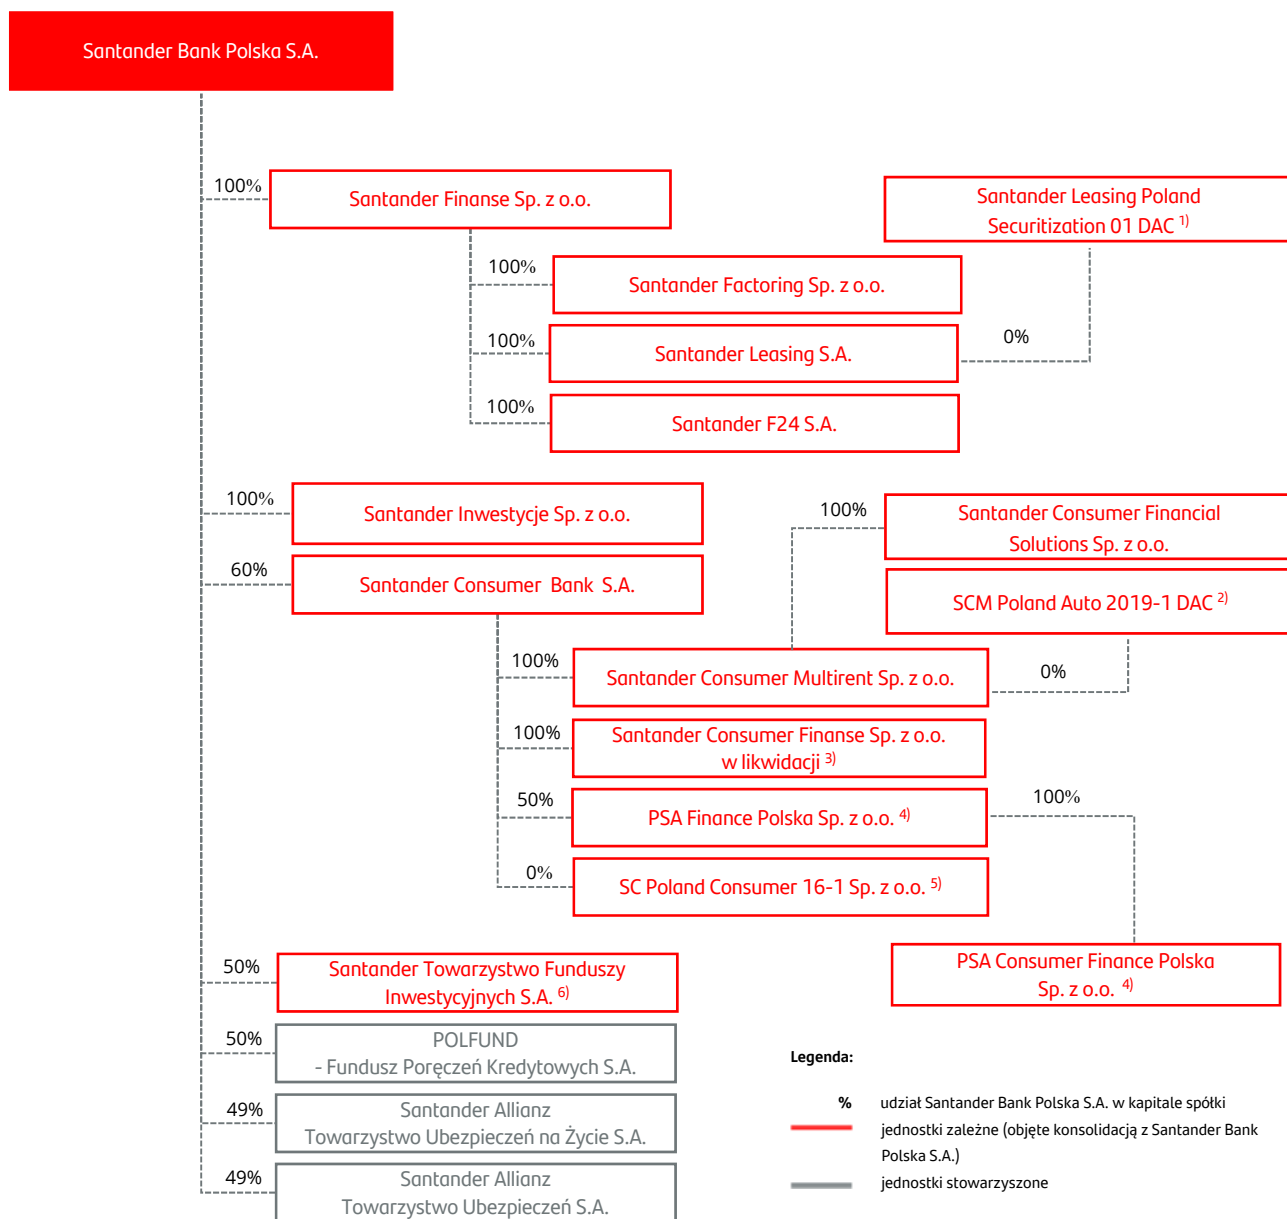 Santander Bank Polska S.A.
100%
Santander Finanse Sp. z o.o.
Santander Leasing Poland
Securitization 01 DAC 1)
100%
Santander Factoring Sp. z o.o.
100%
Santander Leasing S.A.
0%
100%
Santander F24 S.A.
100%
Santander Inwestycje Sp. z o.o.
100%
Santander Consumer Financial
Solutions Sp. z o.o.
60%
Santander Consumer Bank S.A.
SCM Poland Auto 2019-1 DAC 2)
100%
Santander Consumer Multirent Sp. z o.o.
0%
100%
Santander Consumer Finanse Sp. z o.o.
w likwidacji 3)
50%
PSA Finance Polska Sp. z o.o. 4)
100%
0%
SC Poland Consumer 16-1 Sp. z o.o. 5)
50%
Santander Towarzystwo Funduszy
Inwestycyjnych S.A. 6)
PSA Consumer Finance Polska
Sp. z o.o. 4)
50%
POLFUND
- Fundusz Poręczeń Kredytowych S.A.
49%
Santander Allianz
Towarzystwo Ubezpieczeń na Życie S.A.
49%
Santander Allianz
Towarzystwo Ubezpieczeń S.A.
Legenda:
% udział Santander Bank Polska S.A. w kapitale spółki
jednostki zależne (objęte konsolidacją z Santander Bank
Polska S.A.)
jednostki stowarzyszone